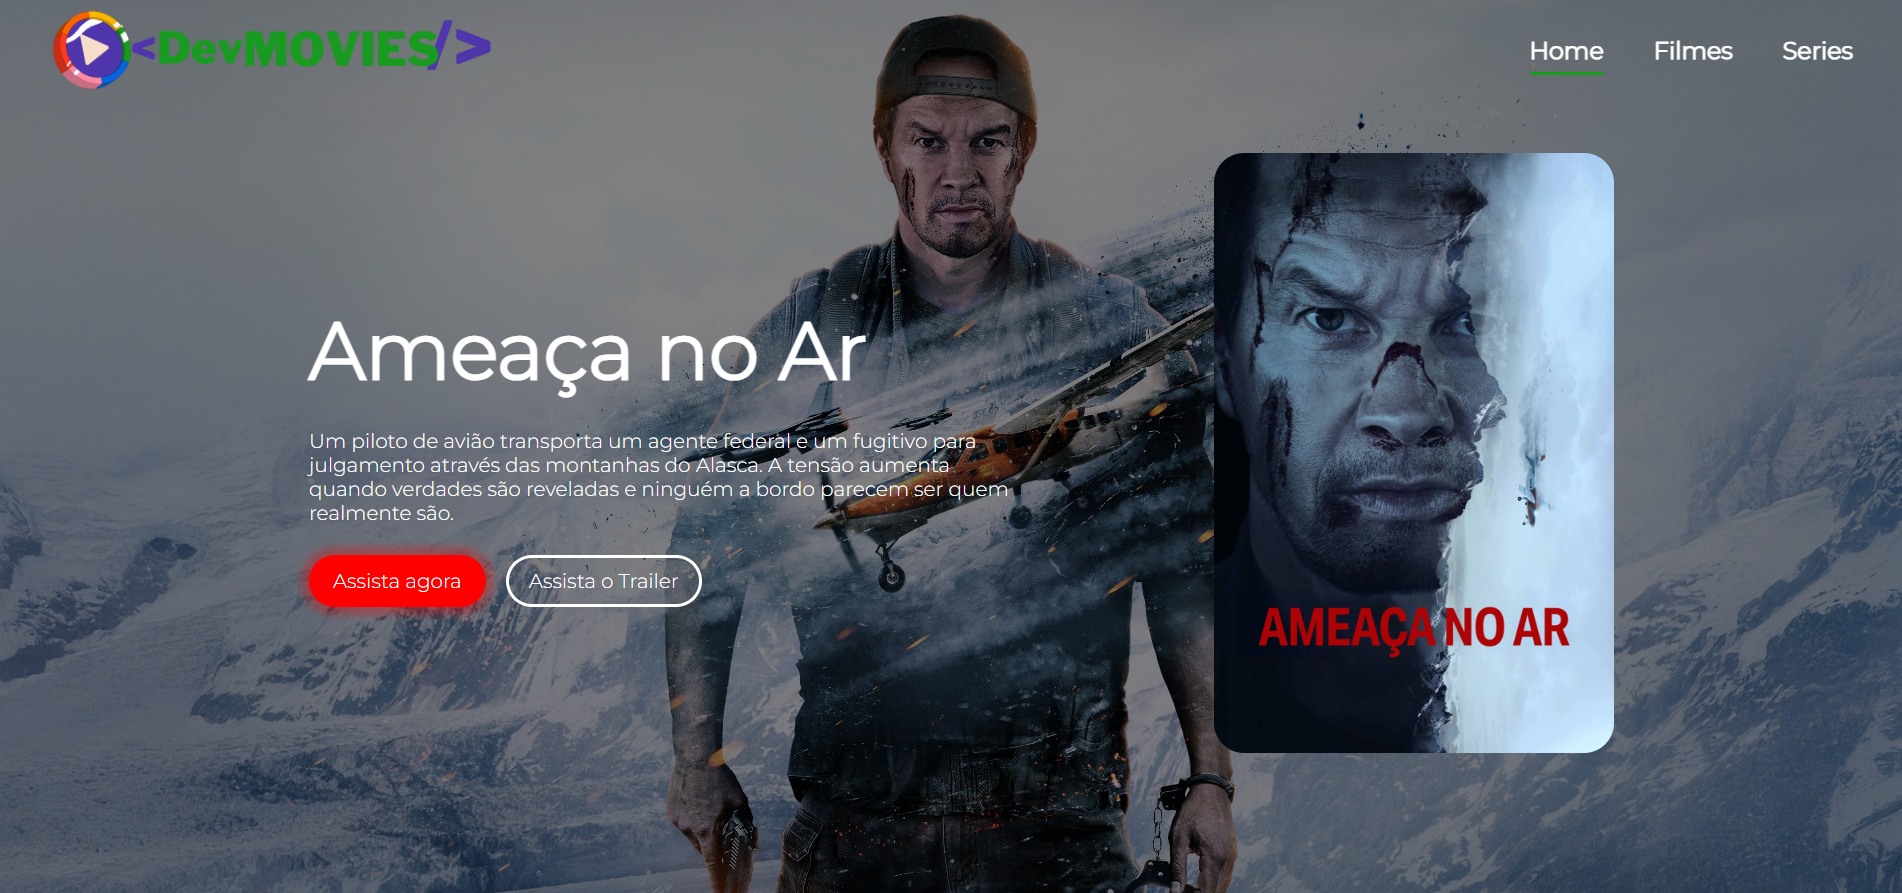 <DevMOVIES/>
Home
Filmes
Series
Ameaça no Ar
Um piloto de avião transporta um agente federal e um fugitivo para
julgamento através das montanhas do Alasca. A tensão aumenta
quando verdades são reveladas e ninguém a bordo parecem ser quem
realmente são.
Assista agora
Assista o Trailer
AMEAÇA NO AR